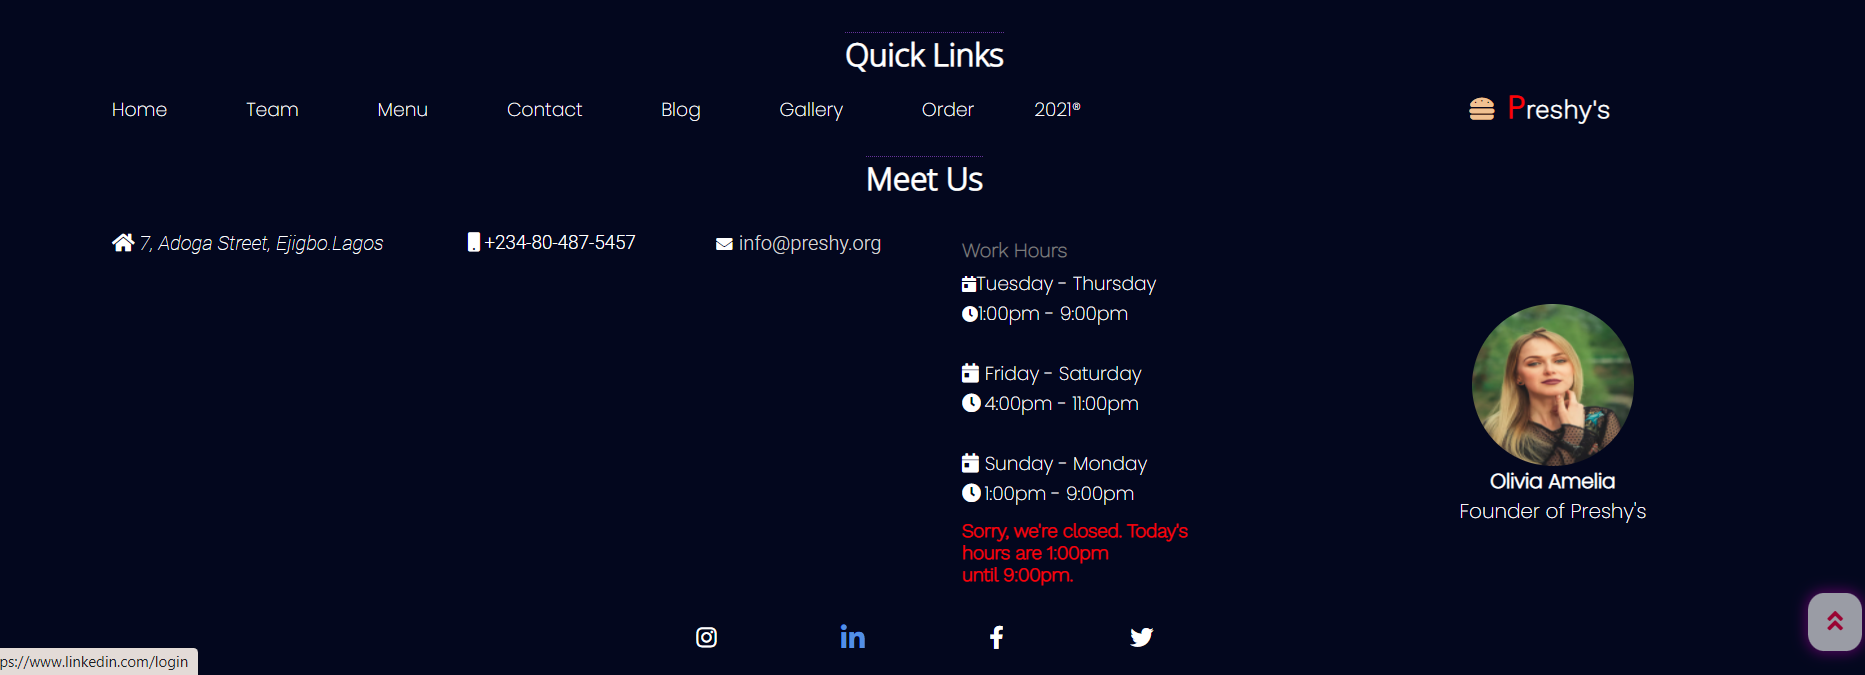 Quick Links
Home Team Menu Contact Blog Gallery Order 2021® Preshy's
Meet Us
7, Adoga Street, Ejigbo.Lagos
+234-80-487-5457
info@preshy.org
Work Hours
Tuesday - Thursday
1:00pm - 9:00pm
Friday - Saturday
4:00pm - 11:00pm
Sunday - Monday
1:00pm - 9:00pm
Sorry, we're closed. Today's
hours are 1:00pm
until 9:00pm.
Olivia Amelia
Founder of Preshy's
ps://www.linkedin.com/login